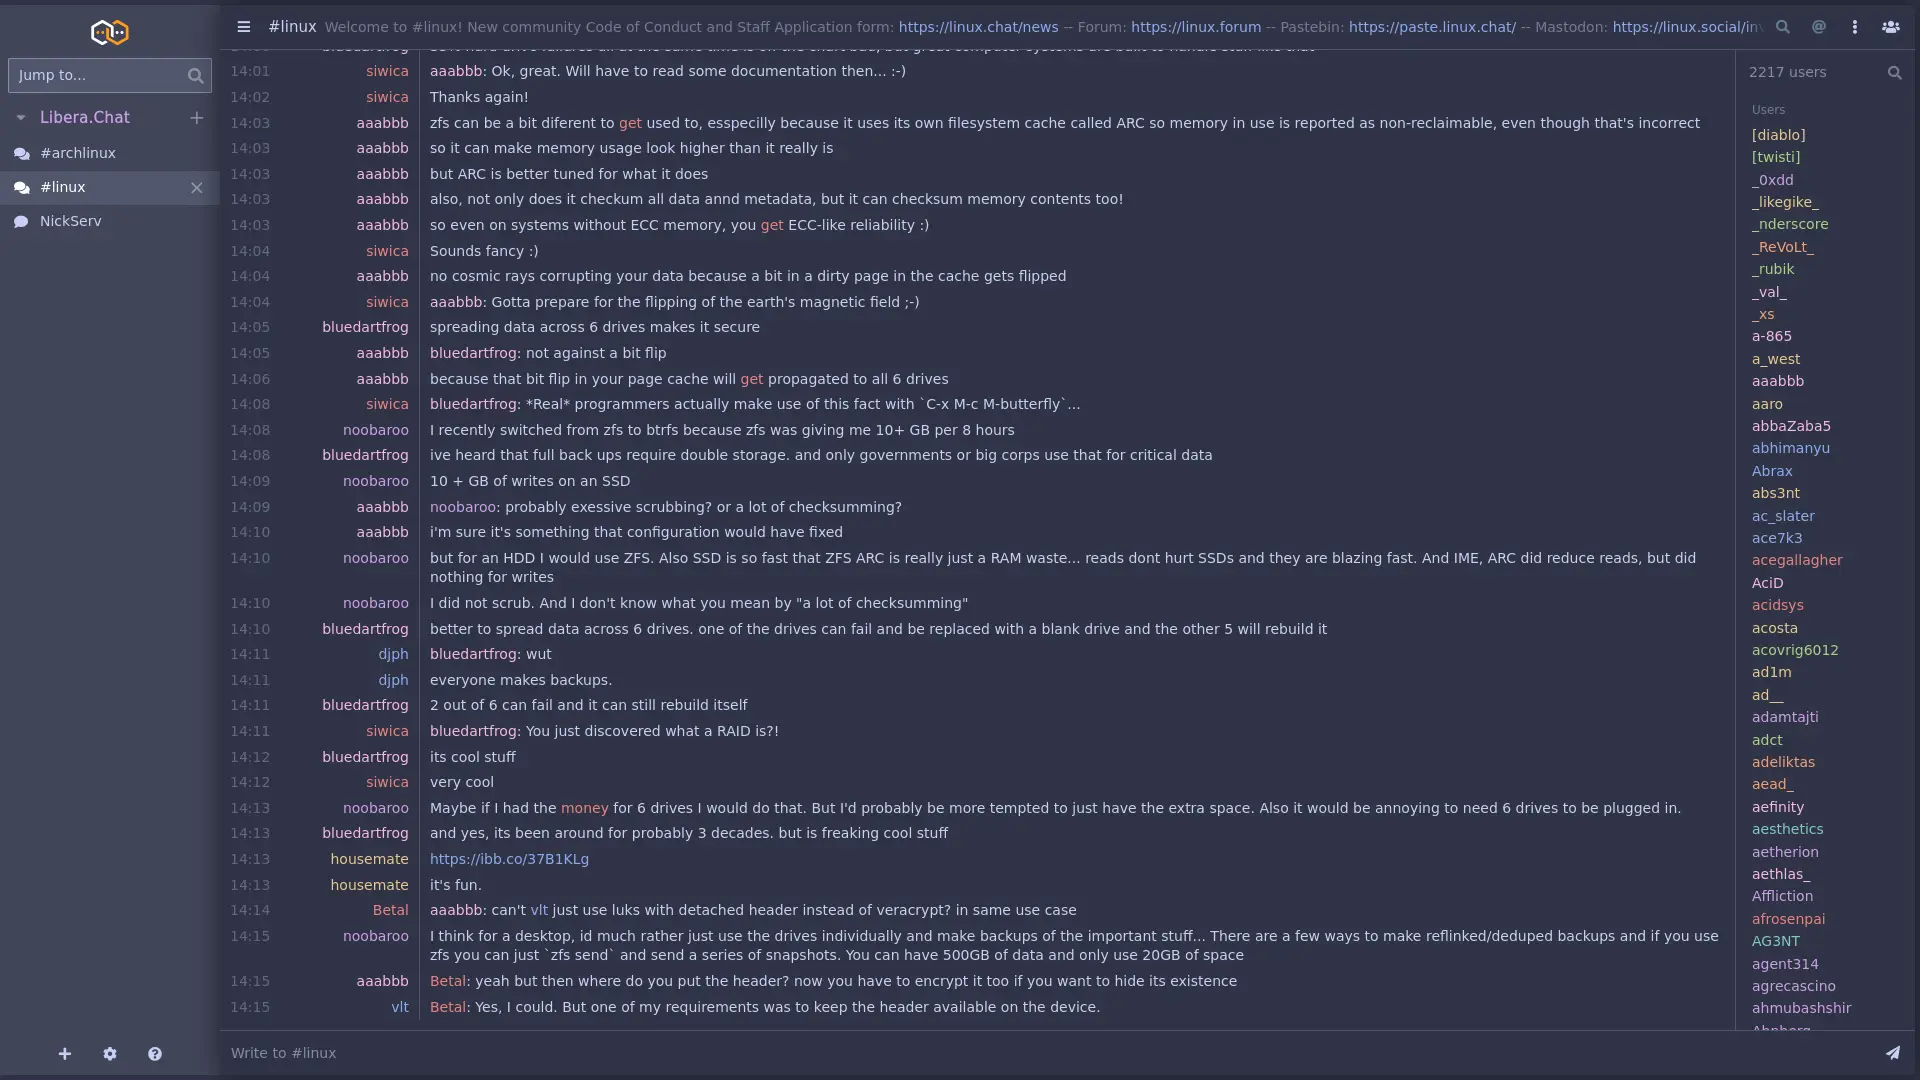 #linux Welcome to #linux! New community Code of Conduct and Staff Application form: https://linux.chat/news -- Forum: https://linux.forum -- Pastebin: https://paste.linux.chat/ -- Mastodon: https://linux.social/in
Jump to...
Libera.Chat
#archlinux
#linux
NickServ
14:01 siwica aaabbb: Ok, great. Will have to read some documentation then... :-)
14:02 siwica Thanks again!
14:03 aaabbb zfs can be a bit diferent to get used to, esspecilly because it uses its own filesystem cache called ARC so memory in use is reported as non-reclaimable, even though that's incorrect
14:03 aaabbb so it can make memory usage look higher than it really is
14:03 aaabbb but ARC is better tuned for what it does
14:03 aaabbb also, not only does it checkum all data annd metadata, but it can checksum memory contents too!
14:03 aaabbb so even on systems without ECC memory, you get ECC-like reliability :)
14:04 siwica Sounds fancy :)
14:04 aaabbb no cosmic rays corrupting your data because a bit in a dirty page in the cache gets flipped
14:04 siwica aaabbb: Gotta prepare for the flipping of the earth's magnetic field ;-)
14:05 bluedartfrog spreading data across 6 drives makes it secure
14:05 aaabbb bluedartfrog: not against a bit flip
14:06 aaabbb because that bit flip in your page cache will get propagated to all 6 drives
14:08 siwica bluedartfrog: *Real* programmers actually make use of this fact with `C-x M-c M-butterfly`...
14:08 noobaroo I recently switched from zfs to btrfs because zfs was giving me 10+ GB per 8 hours
14:08 bluedartfrog ive heard that full back ups require double storage. and only governments or big corps use that for critical data
14:09 noobaroo 10 + GB of writes on an SSD
14:09 aaabbb noobaroo: probably exessive scrubbing? or a lot of checksumming?
14:10 aaabbb i'm sure it's something that configuration would have fixed
14:10 noobaroo but for an HDD I would use ZFS. Also SSD is so fast that ZFS ARC is really just a RAM waste... reads dont hurt SSDs and they are blazing fast. And IME, ARC did reduce reads, but did
nothing for writes
14:10 noobaroo I did not scrub. And I don't know what you mean by "a lot of checksumming"
14:10 bluedartfrog better to spread data across 6 drives. one of the drives can fail and be replaced with a blank drive and the other 5 will rebuild it
14:11 djph bluedartfrog: wut
14:11 djph everyone makes backups.
14:11 bluedartfrog 2 out of 6 can fail and it can still rebuild itself
14:11 siwica bluedartfrog: You just discovered what a RAID is?!
14:12 bluedartfrog its cool stuff
14:12 siwica very cool
14:13 noobaroo Maybe if I had the money for 6 drives I would do that. But I'd probably be more tempted to just have the extra space. Also it would be annoying to need 6 drives to be plugged in.
14:13 bluedartfrog and yes, its been around for probably 3 decades. but is freaking cool stuff
14:13 housemate https://ibb.co/37B1KLg
14:13 housemate it's fun.
14:14 Betal aaabbb: can't vlt just use luks with detached header instead of veracrypt? in same use case
14:15 noobaroo I think for a desktop, id much rather just use the drives individually and make backups of the important stuff... There are a few ways to make reflinked/deduped backups and if you use
zfs you can just `zfs send` and send a series of snapshots. You can have 500GB of data and only use 20GB of space
14:15 aaabbb Betal: yeah but then where do you put the header? now you have to encrypt it too if you want to hide its existence
14:15 vlt Betal: Yes, I could. But one of my requirements was to keep the header available on the device.
Write to #linux
2217 users
Users
[diablo]
[twisti]
_0xdd
_likegike_
_nderscore
_ReVoLt_
_rubik
_val_
_xs
a-865
a_west
aaabbb
aaro
abbaZaba5
abhimanyu
Abrax
abs3nt
ac_slater
ace7k3
acegallagher
AciD
acidsys
acosta
acovrig6012
ad1m
ad__
adamtajti
adct
adeliktas
aead_
aefinity
aesthetics
aetherion
aethlas_
Affliction
afrosenpai
AG3NT
agent314
agrecascino
ahmubashshir